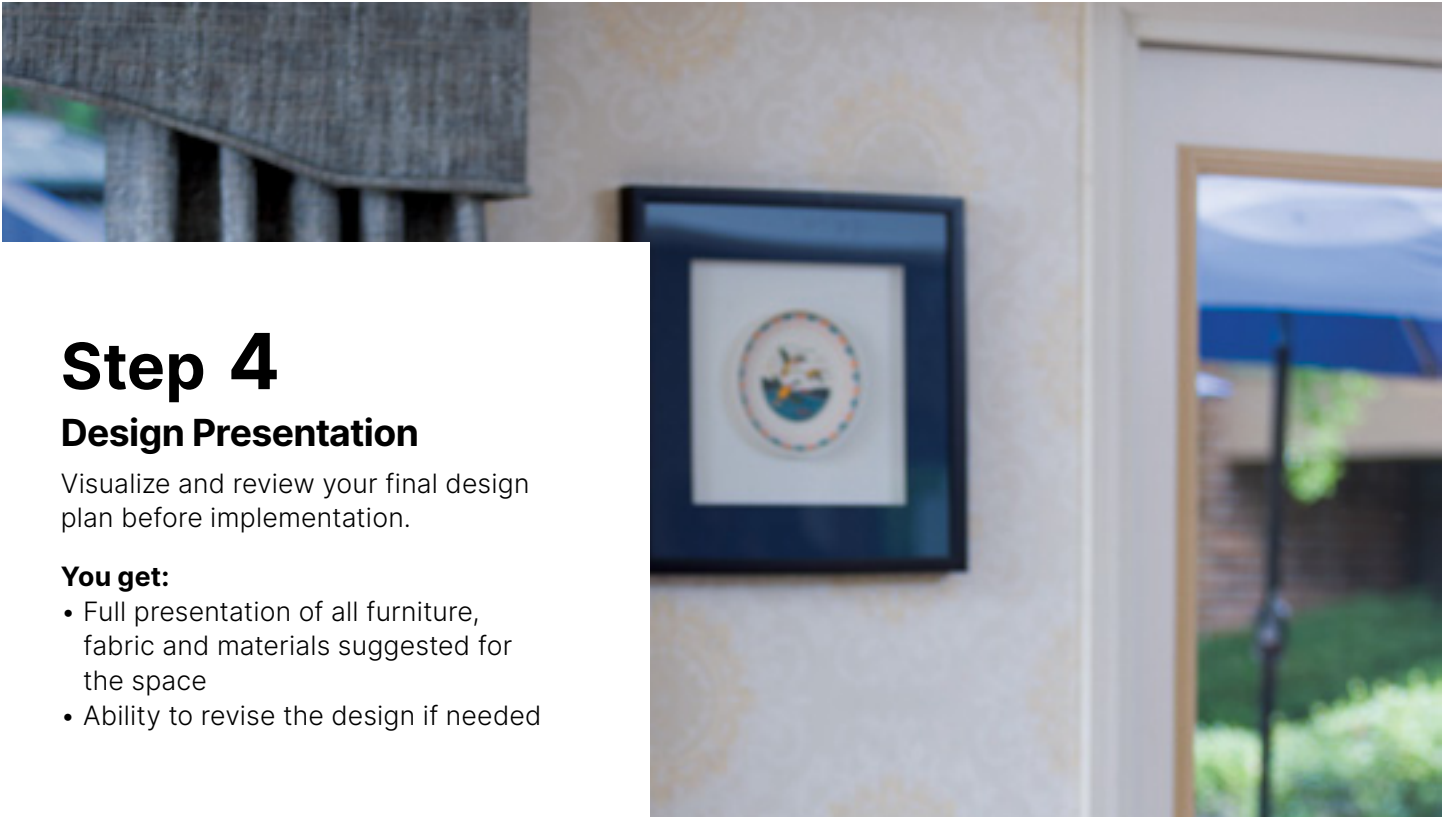 Step 4
Design Presentation
Visualize and review your final design
plan before implementation.
You get:
• Full presentation of all furniture,
fabric and materials suggested for
the space
• Ability to revise the design if needed